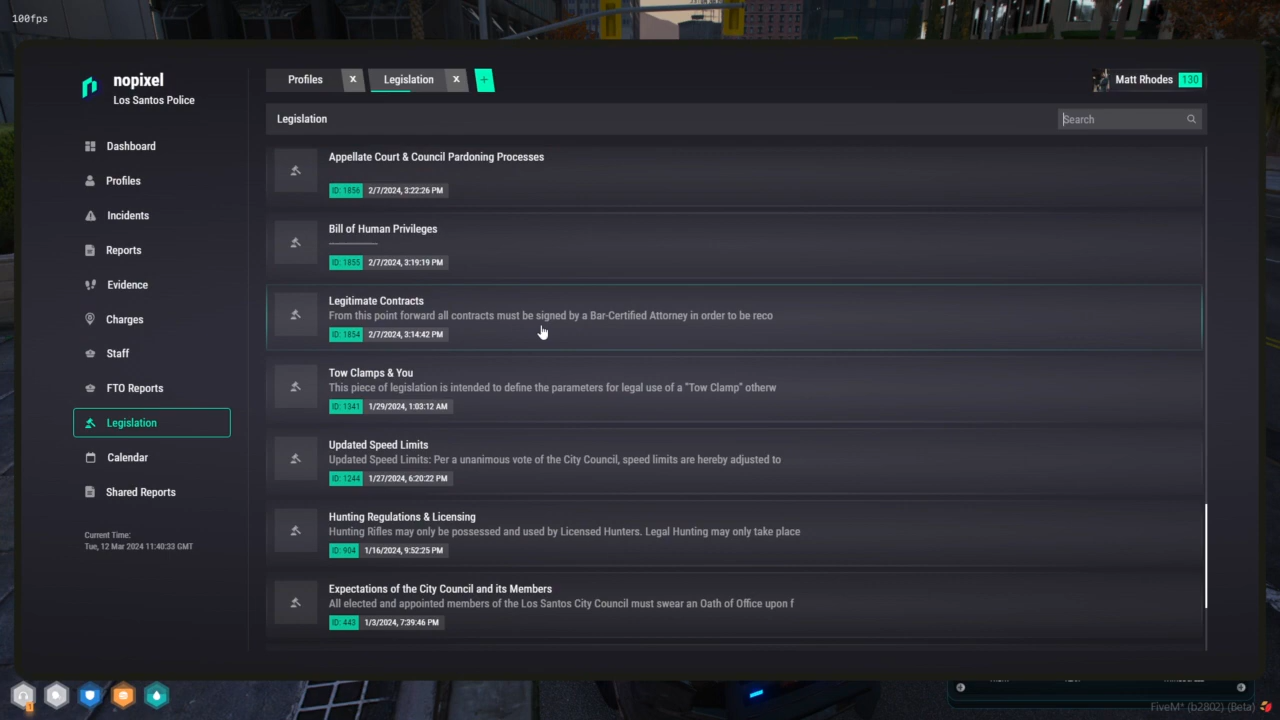 100fps
nopixel
Los Santos Police
Profiles x Legislation x +
Matt Rhodes 130
Legislation
Search
Dashboard
Profiles
Incidents
Reports
Evidence
Charges
Staff
FTO Reports
Legislation
Calendar
Shared Reports
Current Time:
Tue, 12 Mar 2024 11:40:33 GMT
Appellate Court & Council Pardoning Processes
ID: 1856 2/7/2024, 3:22:26 PM
Bill of Human Privileges
ID: 1855 2/7/2024, 3:19:19 PM
Legitimate Contracts
From this point forward all contracts must be signed by a Bar-Certified Attorney in order to be reco
ID: 1854 2/7/2024, 3:14:42 PM
Tow Clamps & You
This piece of legislation is intended to define the parameters for legal use of a "Tow Clamp" otherw
ID: 1341 1/29/2024, 1:03:12 AM
Updated Speed Limits
Updated Speed Limits: Per a unanimous vote of the City Council, speed limits are hereby adjusted to
ID: 1244 1/27/2024, 6:20:22 PM
Hunting Regulations & Licensing
Hunting Rifles may only be possessed and used by Licensed Hunters. Legal Hunting may only take place
ID: 904 1/16/2024, 9:52:25 PM
Expectations of the City Council and its Members
All elected and appointed members of the Los Santos City Council must swear an Oath of Office upon f
ID: 443 1/3/2024, 7:39:46 PM
FiveM* (b2802) (Beta)